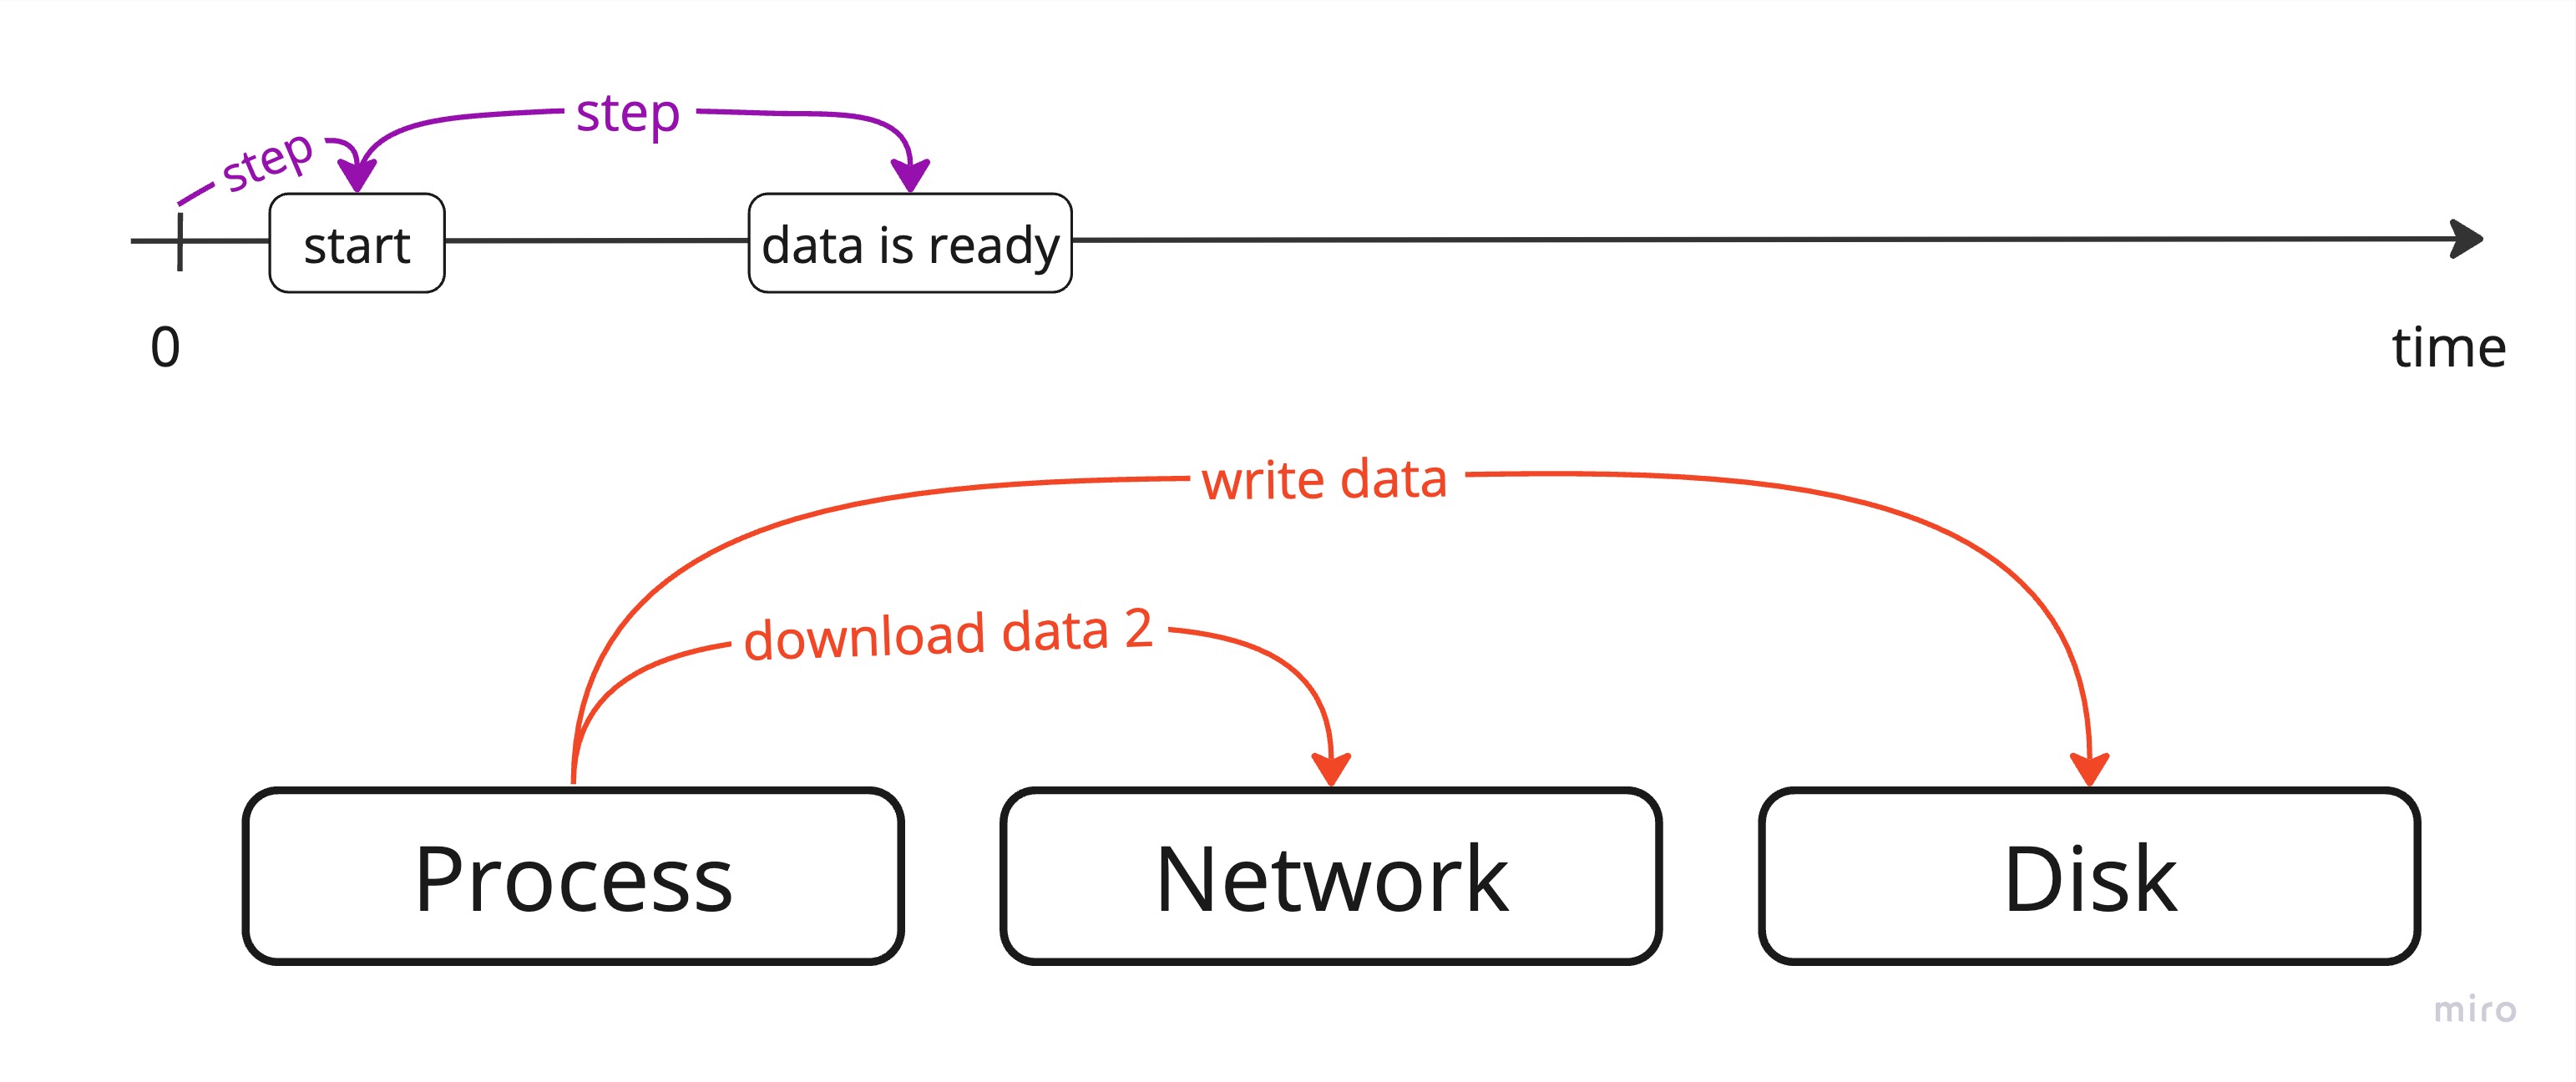 step
step
start
data is ready
0
time
write data
download data 2
Process
Network
Disk
miro